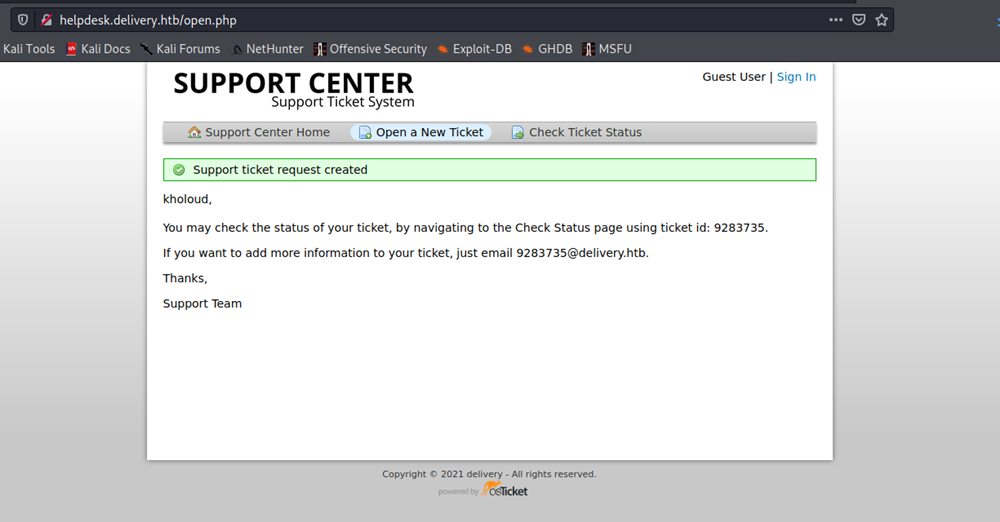 helpdesk.delivery.htb/open.php
Kali Tools Kali Docs Kali Forums NetHunter Offensive Security Exploit-DB GHDB MSFU
SUPPORT CENTER
Support Ticket System
Guest User | Sign In
Support Center Home Open a New Ticket Check Ticket Status
Support ticket request created
kholoud,
You may check the status of your ticket, by navigating to the Check Status page using ticket id: 9283735.
If you want to add more information to your ticket, just email 9283735@delivery.htb.
Thanks,
Support Team
Copyright © 2021 delivery - All rights reserved.
powered by osTicket